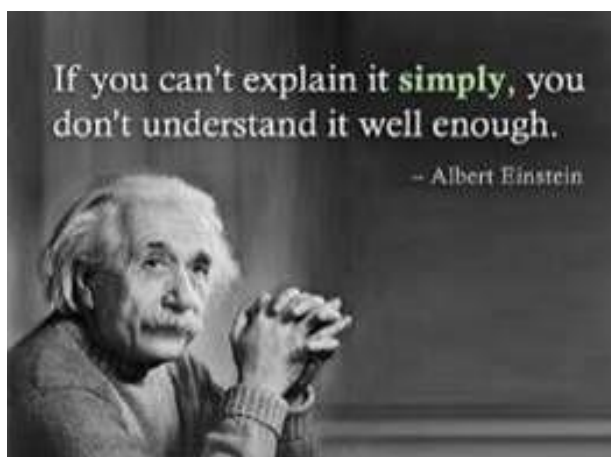 If you can't explain it simply, you
don't understand it well enough.
– Albert Einstein